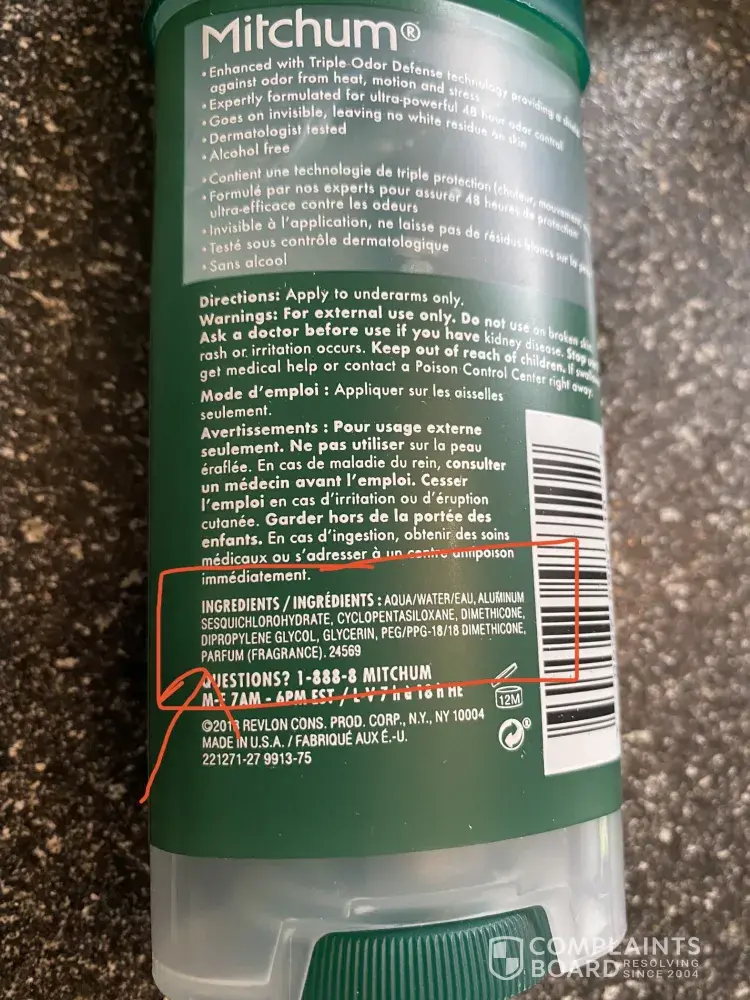 Mitchum®
• Enhanced with Triple Odor Defense technology providing a shield
against odor from heat, motion and stress
• Expertly formulated for ultra-powerful 48 hour odor control
• Goes on invisible, leaving no white residue on skin
• Dermatologist tested
• Alcohol free
• Contient une technologie de triple protection (chaleur, mouvement,
• Formulé par nos experts pour assurer 48 heures de protection
ultra-efficace contre les odeurs
• Invisible à l'application, ne laisse pas de résidus blancs sur la peau
• Testé sous contrôle dermatologique
• Sans alcool
Directions: Apply to underarms only.
Warnings: For external use only. Do not use on broken skin.
Ask a doctor before use if you have kidney disease. Stop use
rash or irritation occurs. Keep out of reach of children. If swallowed
get medical help or contact a Poison Control Center right away.
Mode d'emploi : Appliquer sur les aisselles
seulement.
Avertissements : Pour usage externe
seulement. Ne pas utiliser sur la peau
éraflée. En cas de maladie du rein, consulter
un médecin avant l'emploi. Cesser
l'emploi en cas d'irritation ou d'éruption
cutanée. Garder hors de la portée des
enfants. En cas d'ingestion, obtenir des soins
médicaux ou s'adresser à un centre antipoison
immédiatement.
INGREDIENTS / INGRÉDIENTS : AQUA/WATER/EAU, ALUMINUM
SESQUICHLOROHYDRATE, CYCLOPENTASILOXANE, DIMETHICONE,
DIPROPYLENE GLYCOL, GLYCERIN, PEG/PPG-18/18 DIMETHICONE,
PARFUM (FRAGRANCE). 24569
QUESTIONS? 1-888-8 MITCHUM
M-F 7AM - 6PM EST / L-V 7 h à 18 h HE
12M
©2013 REVLON CONS. PROD. CORP., N.Y., NY 10004
MADE IN U.S.A. / FABRIQUÉ AUX É.-U.
221271-27 9913-75
COMPLAINTS
BOARD RESOLVING
SINCE 2004